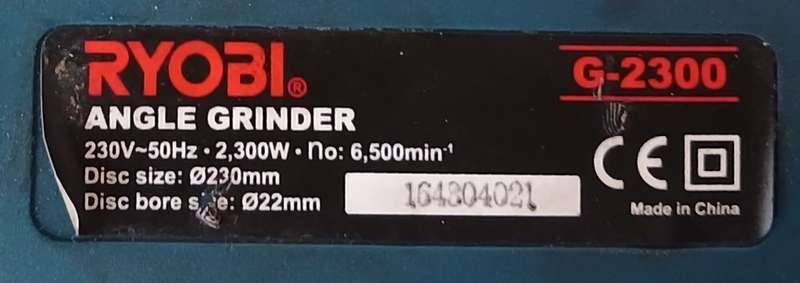 RYOBI®
G-2300
ANGLE GRINDER
230V~50Hz · 2,300W · no: 6,500min⁻¹
Disc size: Ø230mm
Disc bore size: Ø22mm
164804021
CE
Made in China